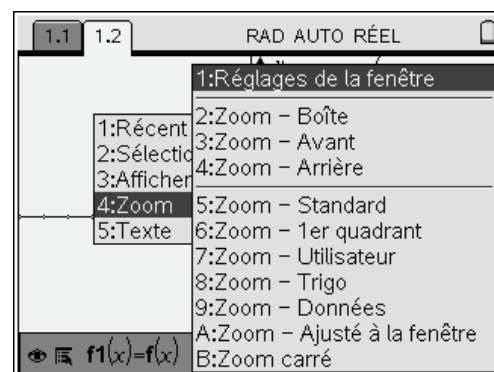 1.1 1.2 RAD AUTO RÉEL
1:Réglages de la fenêtre
2:Zoom – Boîte
3:Zoom – Avant
4:Zoom – Arrière
5:Zoom – Standard
6:Zoom – 1er quadrant
7:Zoom – Utilisateur
8:Zoom – Trigo
9:Zoom – Données
A:Zoom – Ajusté à la fenêtre
B:Zoom carré
1:Récent
2:Sélectio
3:Afficher
4:Zoom
5:Texte
f1(x)=f(x)